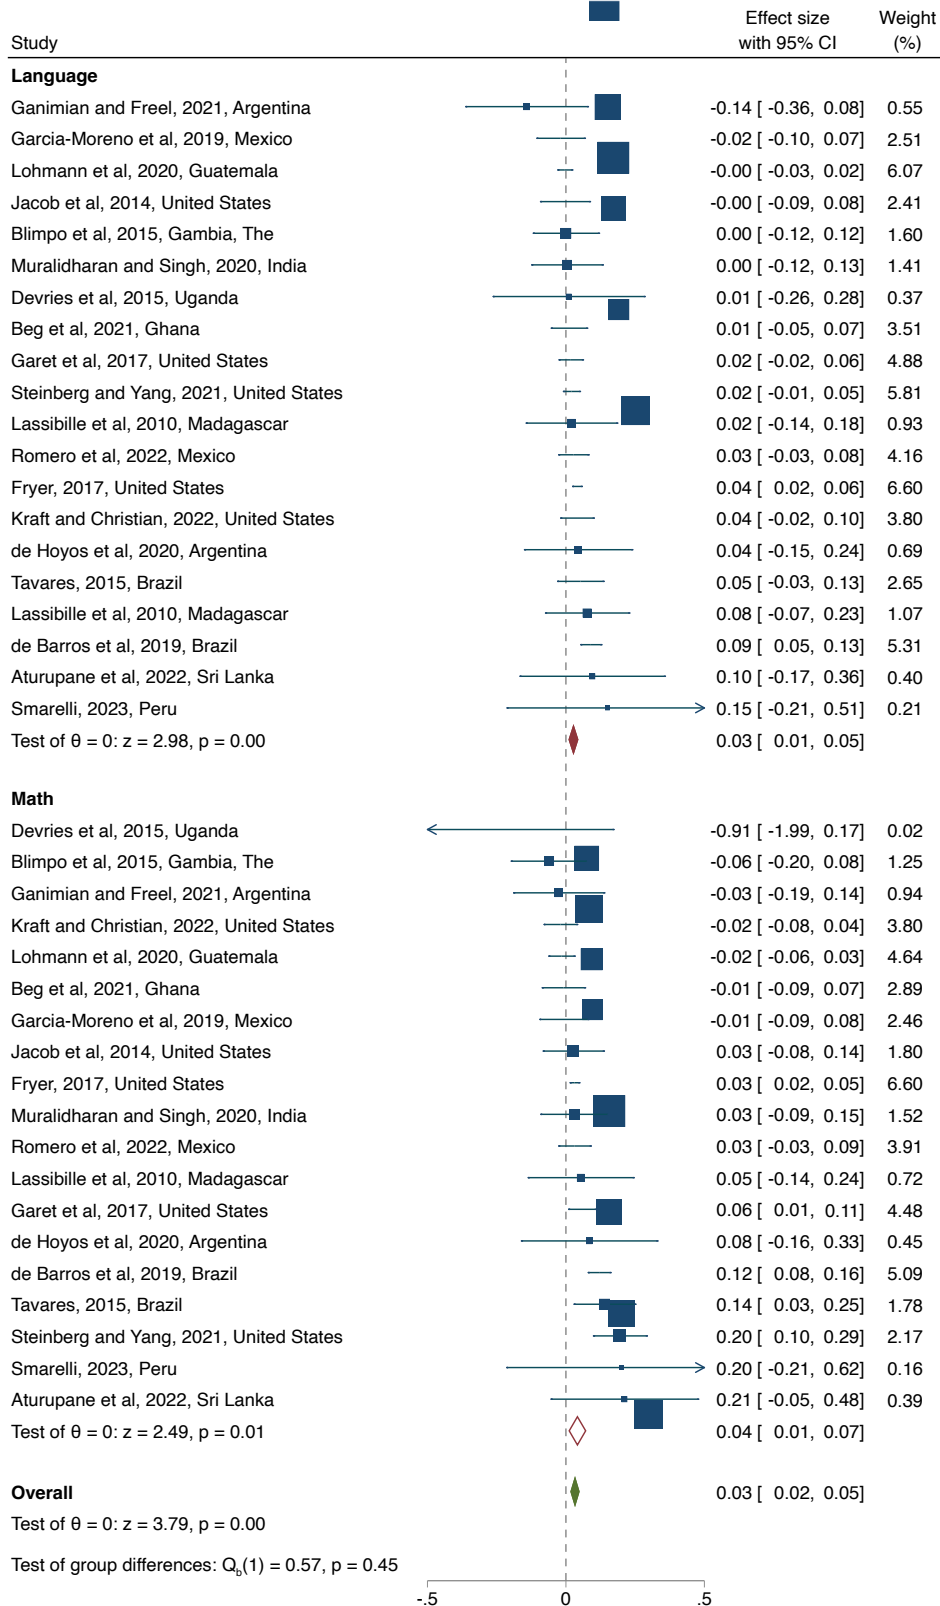 Effect size Weight
Study with 95% CI (%)
Language
Ganimian and Freel, 2021, Argentina -0.14 [ -0.36, 0.08] 0.55
Garcia-Moreno et al, 2019, Mexico -0.02 [ -0.10, 0.07] 2.51
Lohmann et al, 2020, Guatemala -0.00 [ -0.03, 0.02] 6.07
Jacob et al, 2014, United States -0.00 [ -0.09, 0.08] 2.41
Blimpo et al, 2015, Gambia, The 0.00 [ -0.12, 0.12] 1.60
Muralidharan and Singh, 2020, India 0.00 [ -0.12, 0.13] 1.41
Devries et al, 2015, Uganda 0.01 [ -0.26, 0.28] 0.37
Beg et al, 2021, Ghana 0.01 [ -0.05, 0.07] 3.51
Garet et al, 2017, United States 0.02 [ -0.02, 0.06] 4.88
Steinberg and Yang, 2021, United States 0.02 [ -0.01, 0.05] 5.81
Lassibille et al, 2010, Madagascar 0.02 [ -0.14, 0.18] 0.93
Romero et al, 2022, Mexico 0.03 [ -0.03, 0.08] 4.16
Fryer, 2017, United States 0.04 [ 0.02, 0.06] 6.60
Kraft and Christian, 2022, United States 0.04 [ -0.02, 0.10] 3.80
de Hoyos et al, 2020, Argentina 0.04 [ -0.15, 0.24] 0.69
Tavares, 2015, Brazil 0.05 [ -0.03, 0.13] 2.65
Lassibille et al, 2010, Madagascar 0.08 [ -0.07, 0.23] 1.07
de Barros et al, 2019, Brazil 0.09 [ 0.05, 0.13] 5.31
Aturupane et al, 2022, Sri Lanka 0.10 [ -0.17, 0.36] 0.40
Smarelli, 2023, Peru 0.15 [ -0.21, 0.51] 0.21
Test of θ = 0: z = 2.98, p = 0.00 0.03 [ 0.01, 0.05]
Math
Devries et al, 2015, Uganda -0.91 [ -1.99, 0.17] 0.02
Blimpo et al, 2015, Gambia, The -0.06 [ -0.20, 0.08] 1.25
Ganimian and Freel, 2021, Argentina -0.03 [ -0.19, 0.14] 0.94
Kraft and Christian, 2022, United States -0.02 [ -0.08, 0.04] 3.80
Lohmann et al, 2020, Guatemala -0.02 [ -0.06, 0.03] 4.64
Beg et al, 2021, Ghana -0.01 [ -0.09, 0.07] 2.89
Garcia-Moreno et al, 2019, Mexico -0.01 [ -0.09, 0.08] 2.46
Jacob et al, 2014, United States 0.03 [ -0.08, 0.14] 1.80
Fryer, 2017, United States 0.03 [ 0.02, 0.05] 6.60
Muralidharan and Singh, 2020, India 0.03 [ -0.09, 0.15] 1.52
Romero et al, 2022, Mexico 0.03 [ -0.03, 0.09] 3.91
Lassibille et al, 2010, Madagascar 0.05 [ -0.14, 0.24] 0.72
Garet et al, 2017, United States 0.06 [ 0.01, 0.11] 4.48
de Hoyos et al, 2020, Argentina 0.08 [ -0.16, 0.33] 0.45
de Barros et al, 2019, Brazil 0.12 [ 0.08, 0.16] 5.09
Tavares, 2015, Brazil 0.14 [ 0.03, 0.25] 1.78
Steinberg and Yang, 2021, United States 0.20 [ 0.10, 0.29] 2.17
Smarelli, 2023, Peru 0.20 [ -0.21, 0.62] 0.16
Aturupane et al, 2022, Sri Lanka 0.21 [ -0.05, 0.48] 0.39
Test of θ = 0: z = 2.49, p = 0.01 0.04 [ 0.01, 0.07]
Overall 0.03 [ 0.02, 0.05]
Test of θ = 0: z = 3.79, p = 0.00
Test of group differences: Qb(1) = 0.57, p = 0.45
-.5 0 .5